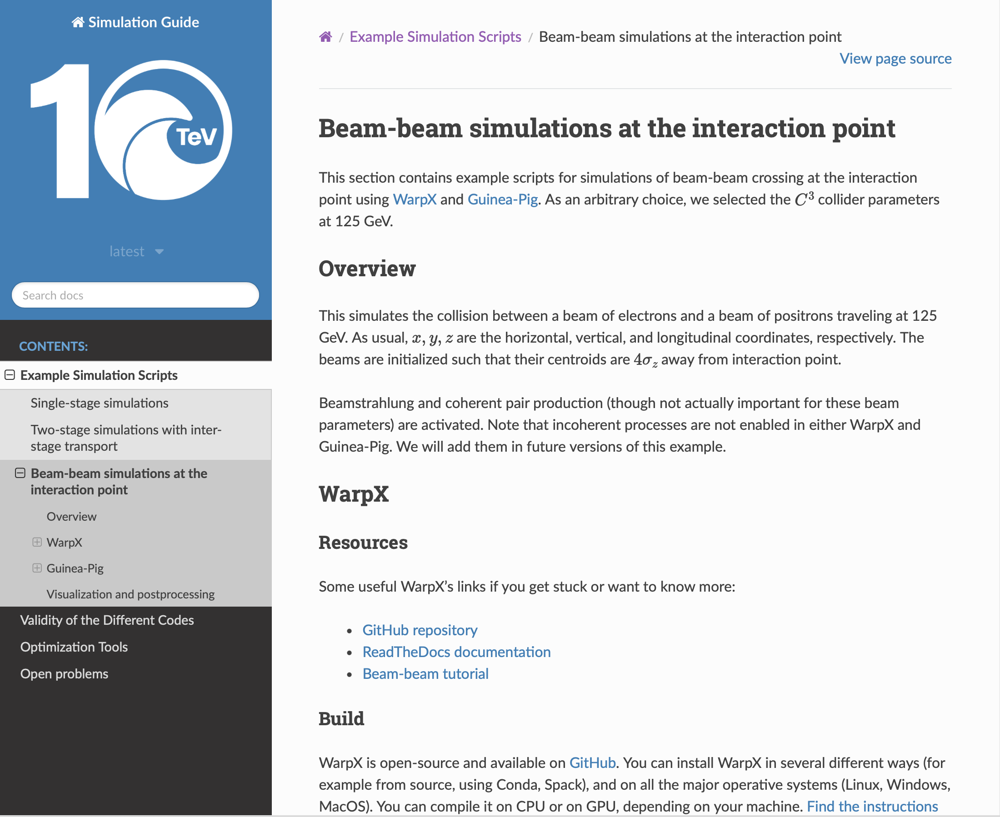 Simulation Guide
10
TeV
latest
Search docs
CONTENTS:
Example Simulation Scripts
Single-stage simulations
Two-stage simulations with inter-
stage transport
Beam-beam simulations at the
interaction point
Overview
WarpX
Guinea-Pig
Visualization and postprocessing
Validity of the Different Codes
Optimization Tools
Open problems
/ Example Simulation Scripts / Beam-beam simulations at the interaction point
View page source
Beam-beam simulations at the interaction point
This section contains example scripts for simulations of beam-beam crossing at the interaction
point using WarpX and Guinea-Pig. As an arbitrary choice, we selected the C³ collider parameters
at 125 GeV.
Overview
This simulates the collision between a beam of electrons and a beam of positrons traveling at 125
GeV. As usual, x, y, z are the horizontal, vertical, and longitudinal coordinates, respectively. The
beams are initialized such that their centroids are 4σ_z away from interaction point.
Beamstrahlung and coherent pair production (though not actually important for these beam
parameters) are activated. Note that incoherent processes are not enabled in either WarpX and
Guinea-Pig. We will add them in future versions of this example.
WarpX
Resources
Some useful WarpX’s links if you get stuck or want to know more:
• GitHub repository
• ReadTheDocs documentation
• Beam-beam tutorial
Build
WarpX is open-source and available on GitHub. You can install WarpX in several different ways (for
example from source, using Conda, Spack), and on all the major operative systems (Linux, Windows,
MacOS). You can compile it on CPU or on GPU, depending on your machine. Find the instructions